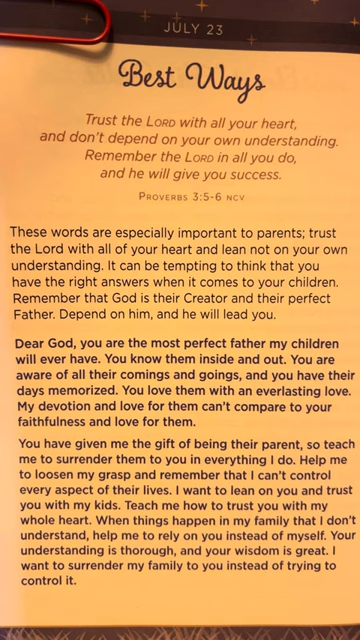 JULY 23
Best Ways
Trust the LORD with all your heart,
and don't depend on your own understanding.
Remember the LORD in all you do,
and he will give you success.
PROVERBS 3:5-6 NCV
These words are especially important to parents; trust
the Lord with all of your heart and lean not on your own
understanding. It can be tempting to think that you
have the right answers when it comes to your children.
Remember that God is their Creator and their perfect
Father. Depend on him, and he will lead you.
Dear God, you are the most perfect father my children
will ever have. You know them inside and out. You are
aware of all their comings and goings, and you have their
days memorized. You love them with an everlasting love.
My devotion and love for them can't compare to your
faithfulness and love for them.
You have given me the gift of being their parent, so teach
me to surrender them to you in everything I do. Help me
to loosen my grasp and remember that I can't control
every aspect of their lives. I want to lean on you and trust
you with my kids. Teach me how to trust you with my
whole heart. When things happen in my family that I don't
understand, help me to rely on you instead of myself. Your
understanding is thorough, and your wisdom is great. I
want to surrender my family to you instead of trying to
control it.